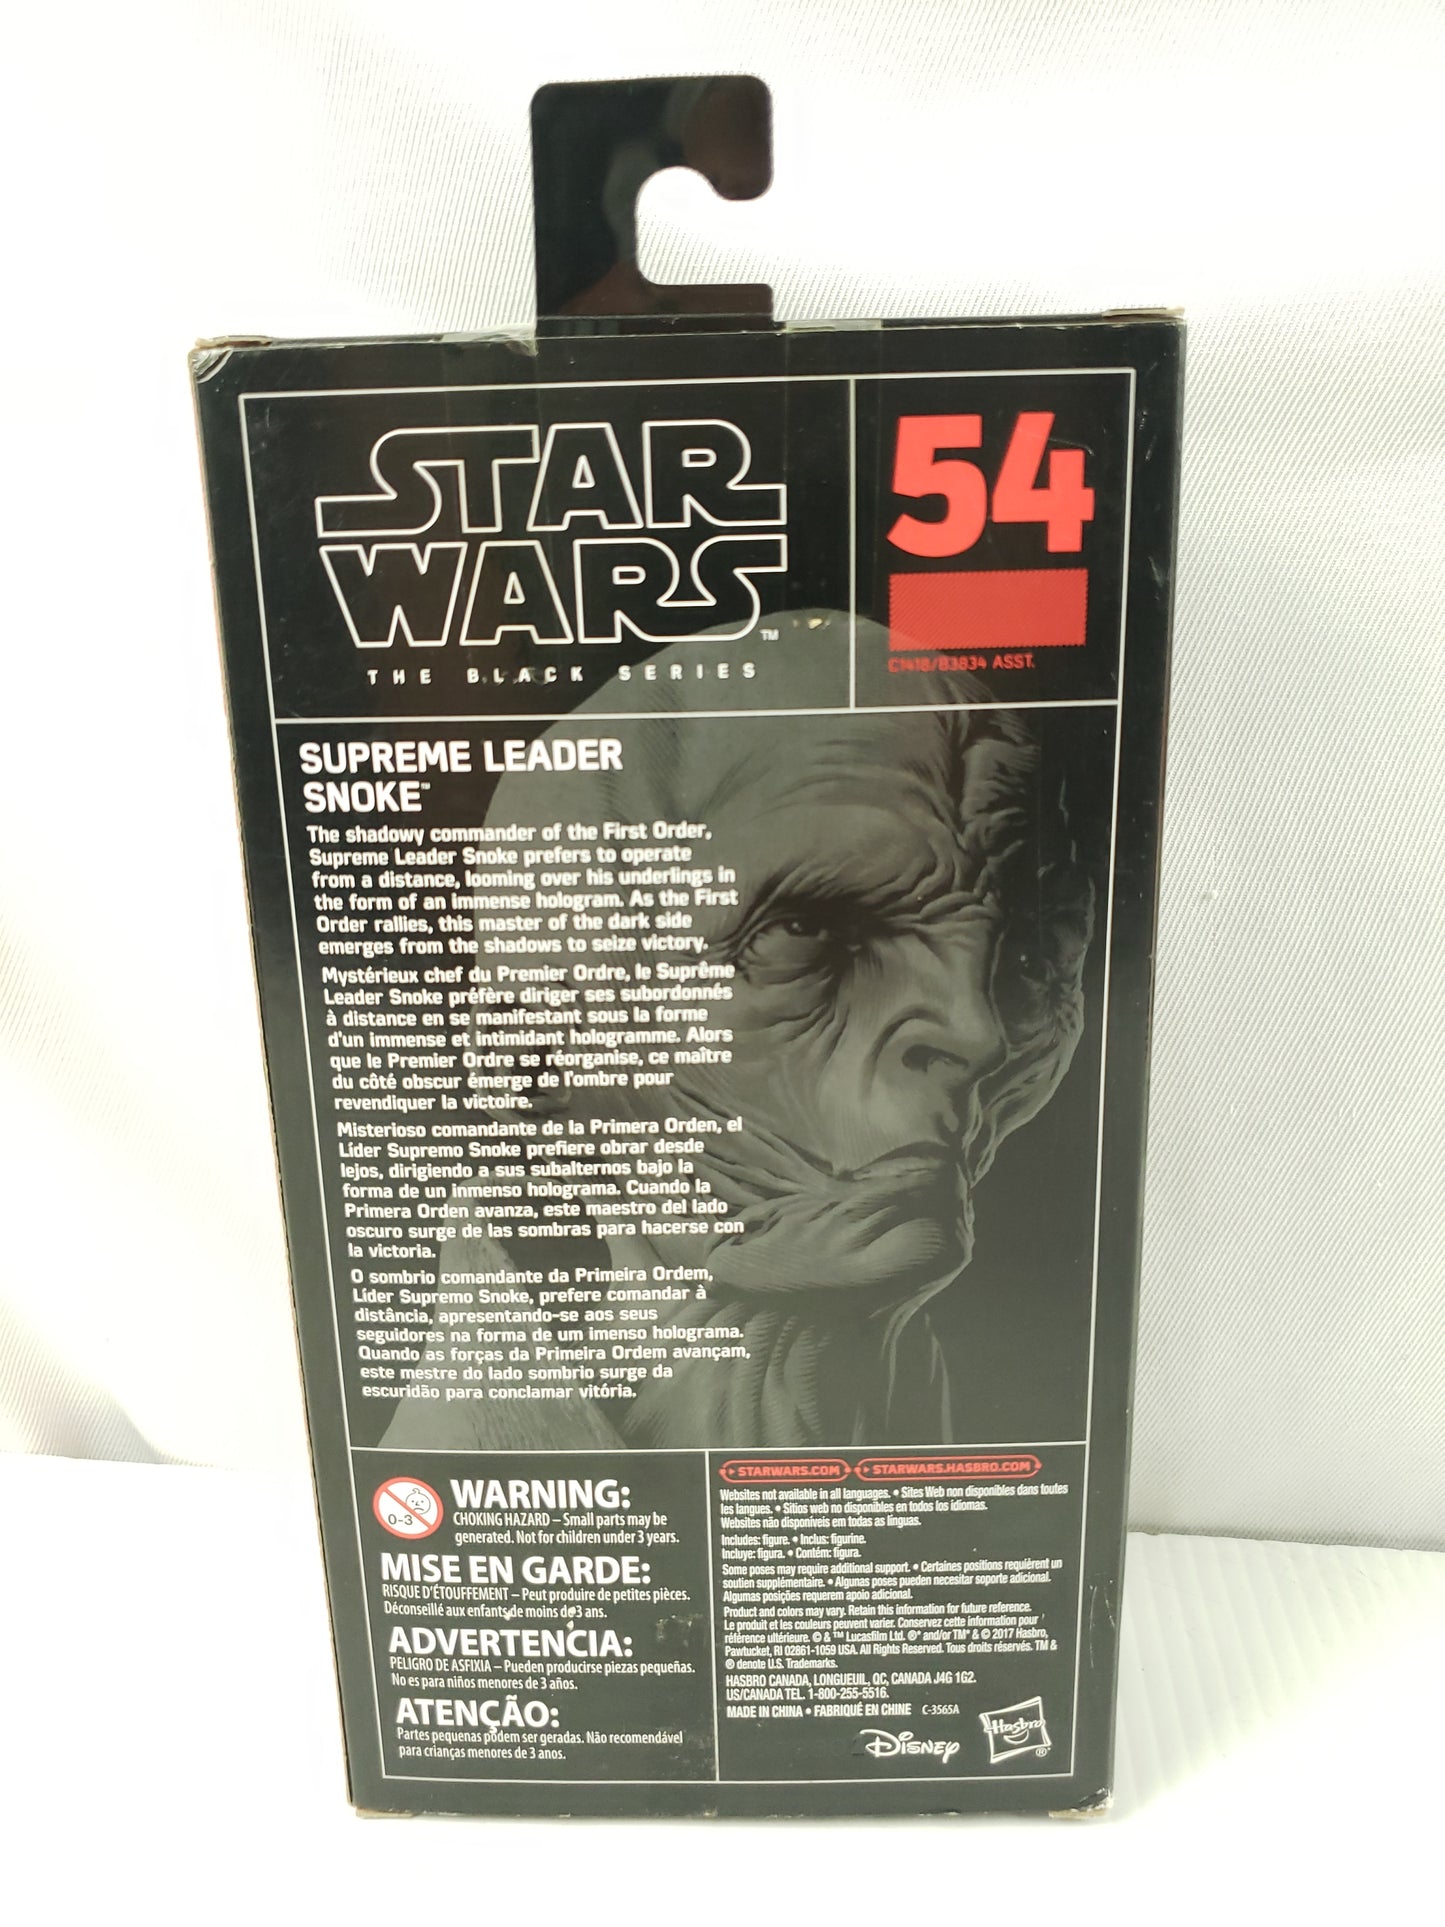 STAR
WARS™
THE BLACK SERIES
54
C1418/B3834 ASST.
SUPREME LEADER
SNOKE™
The shadowy commander of the First Order,
Supreme Leader Snoke prefers to operate
from a distance, looming over his underlings in
the form of an immense hologram. As the First
Order rallies, this master of the dark side
emerges from the shadows to seize victory.
Mystérieux chef du Premier Ordre, le Suprême
Leader Snoke préfère diriger ses subordonnés
à distance en se manifestant sous la forme
d'un immense et intimidant hologramme. Alors
que le Premier Ordre se réorganise, ce maître
du côté obscur émerge de l'ombre pour
revendiquer la victoire.
Misterioso comandante de la Primera Orden, el
Líder Supremo Snoke prefiere obrar desde
lejos, dirigiendo a sus subalternos bajo la
forma de un inmenso holograma. Cuando la
Primera Orden avanza, este maestro del lado
oscuro surge de las sombras para hacerse con
la victoria.
O sombrio comandante da Primeira Ordem,
Líder Supremo Snoke, prefere comandar à
distância, apresentando-se aos seus
seguidores na forma de um imenso holograma.
Quando as forças da Primeira Ordem avançam,
este mestre do lado sombrio surge da
escuridão para conclamar vitória.
0-3
WARNING:
CHOKING HAZARD – Small parts may be
generated. Not for children under 3 years.
MISE EN GARDE:
RISQUE D'ÉTOUFFEMENT – Peut produire de petites pièces.
Déconseillé aux enfants de moins de 3 ans.
ADVERTENCIA:
PELIGRO DE ASFIXIA – Pueden producirse piezas pequeñas.
No es para niños menores de 3 años.
ATENÇÃO:
Partes pequenas podem ser geradas. Não recomendável
para crianças menores de 3 anos.
STARWARS.COM STARWARS.HASBRO.COM
Websites not available in all languages. • Sites Web non disponibles dans toutes
les langues. • Sitios web no disponibles en todos los idiomas.
Websites não disponíveis em todas as línguas.
Includes: figure. • Inclus: figurine.
Incluye: figura. • Contém: figura.
Some poses may require additional support. • Certaines positions requièrent un
soutien supplémentaire. • Algunas poses pueden necesitar soporte adicional.
Algumas posições requerem apoio adicional.
Product and colors may vary. Retain this information for future reference.
Le produit et les couleurs peuvent varier. Conservez cette information pour
référence ultérieure. © & ™ Lucasfilm Ltd. ®* and/or TM* & © 2017 Hasbro,
Pawtucket, RI 02861-1059 USA. All Rights Reserved. Tous droits réservés. TM &
® denote U.S. Trademarks.
HASBRO CANADA, LONGUEUIL, QC, CANADA J4G 1G2.
US/CANADA TEL. 1-800-255-5516.
MADE IN CHINA • FABRIQUÉ EN CHINE C-3565A
Disney
Hasbro®*